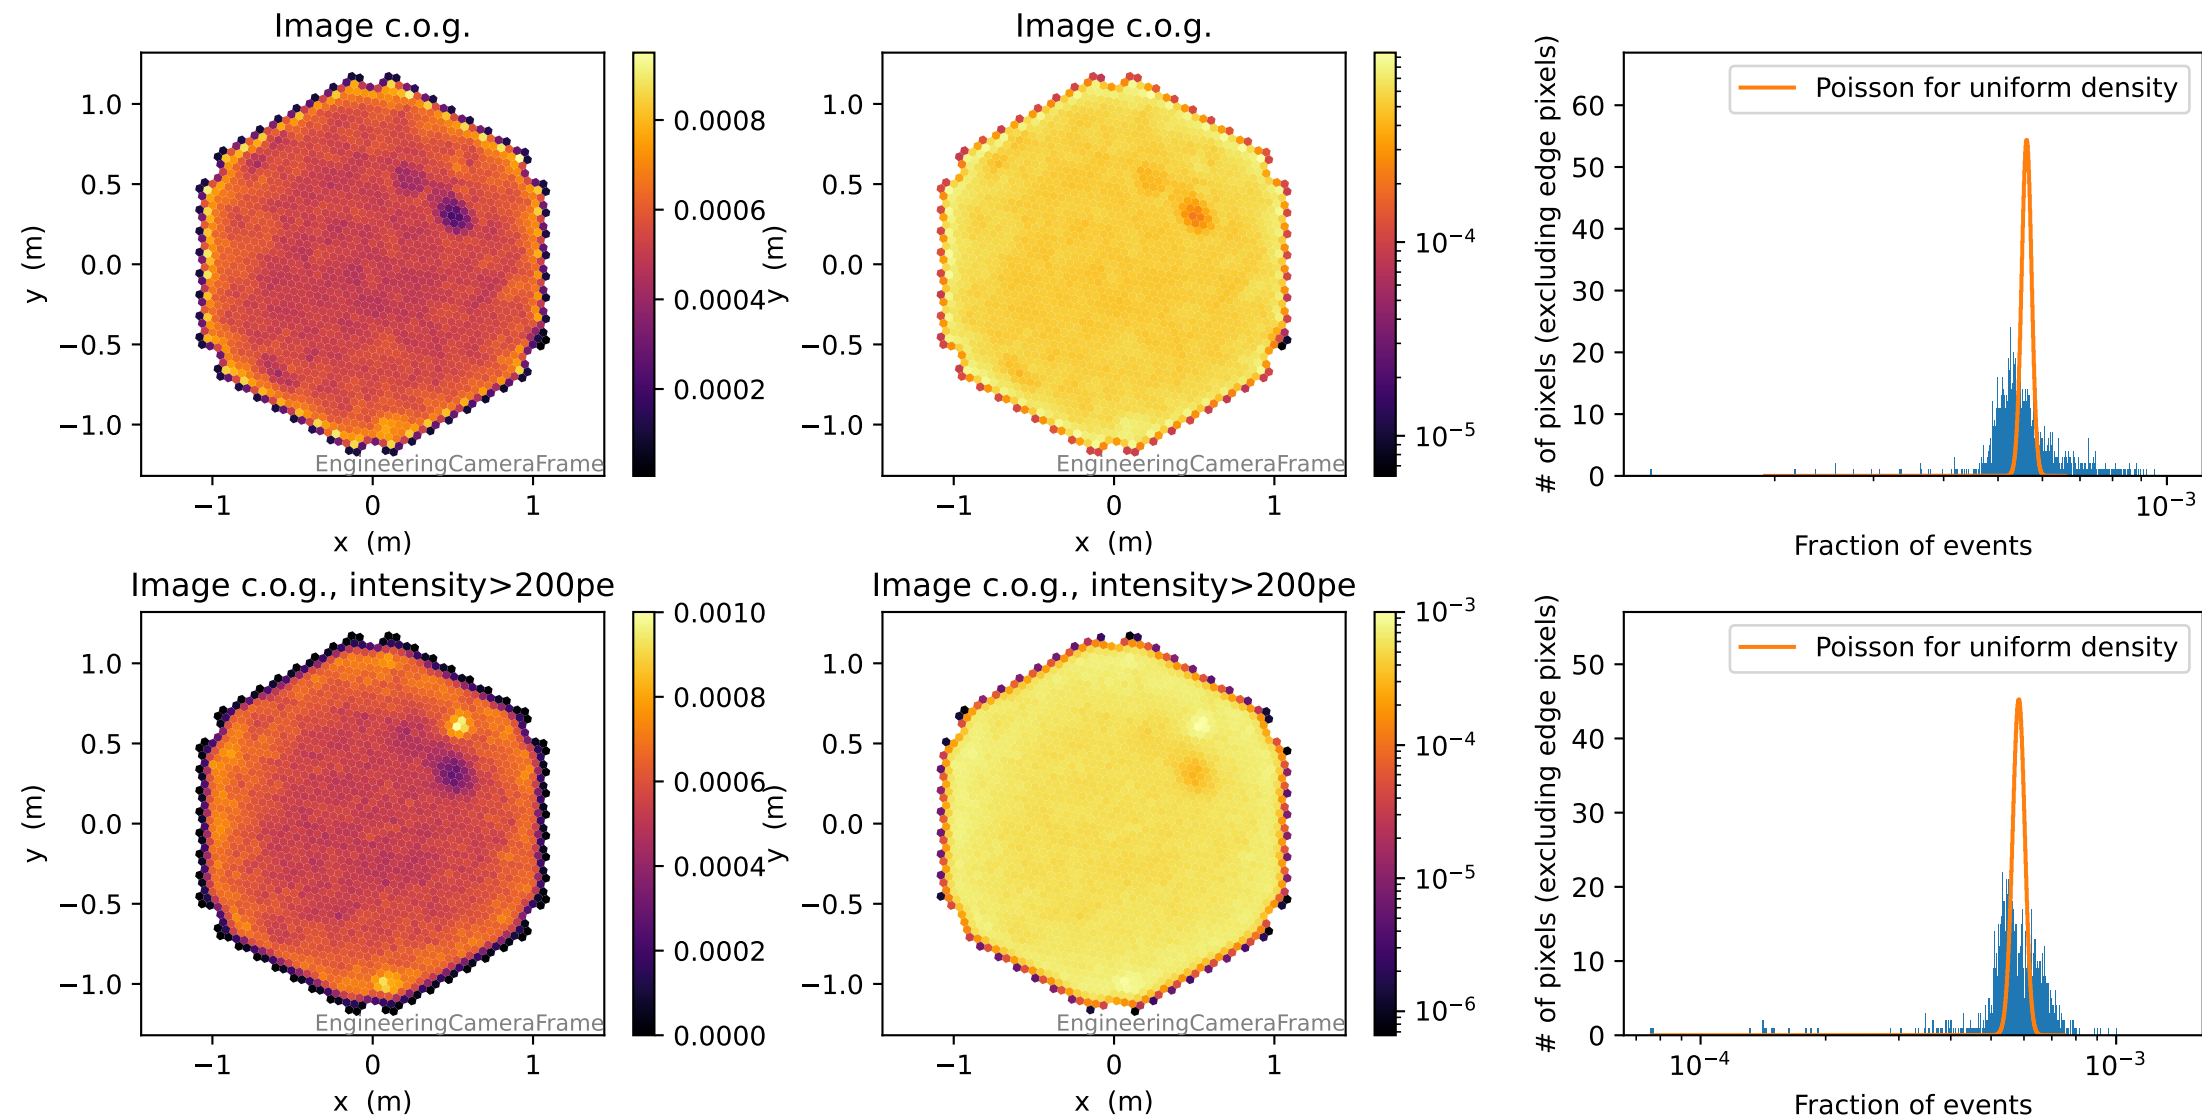 Image c.o.g.
1.0
0.5
0.0
−0.5
−1.0
y (m)
−1
0
1
x (m)
EngineeringCameraFrame
0.0008
0.0006
0.0004
0.0002
Image c.o.g.
1.0
0.5
0.0
−0.5
−1.0
y (m)
−1
0
1
x (m)
EngineeringCameraFrame
10⁻⁴
10⁻⁵
# of pixels (excluding edge pixels)
60
50
40
30
20
10
0
Poisson for uniform density
10⁻³
Fraction of events
Image c.o.g., intensity>200pe
1.0
0.5
0.0
−0.5
−1.0
y (m)
−1
0
1
x (m)
EngineeringCameraFrame
0.0010
0.0008
0.0006
0.0004
0.0002
0.0000
Image c.o.g., intensity>200pe
1.0
0.5
0.0
−0.5
−1.0
y (m)
−1
0
1
x (m)
EngineeringCameraFrame
10⁻³
10⁻⁴
10⁻⁵
10⁻⁶
# of pixels (excluding edge pixels)
50
40
30
20
10
0
Poisson for uniform density
10⁻⁴
10⁻³
Fraction of events